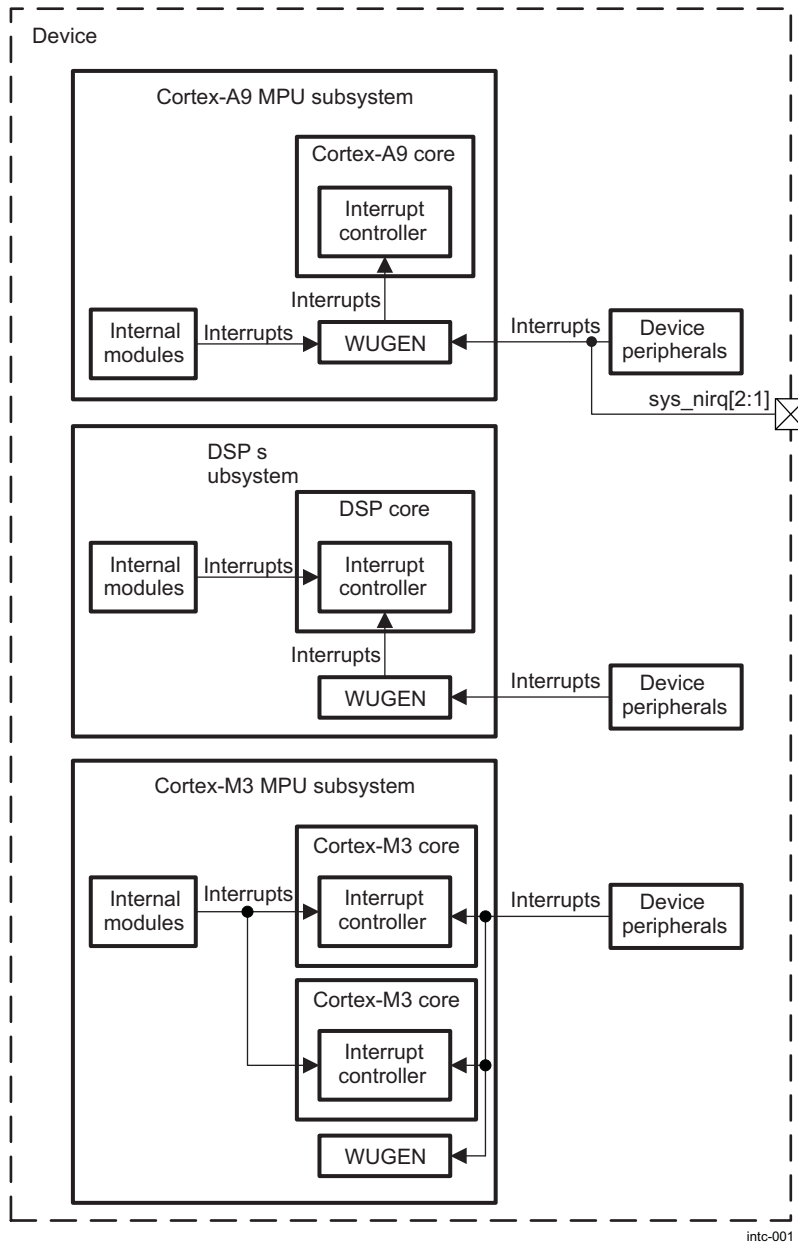 Device
Cortex-A9 MPU subsystem
Cortex-A9 core
Interrupt
controller
Interrupts
Internal
modules
Interrupts
WUGEN
Interrupts
Device
peripherals
sys_nirq[2:1]
DSP s
ubsystem
DSP core
Internal
modules
Interrupts
Interrupt
controller
Interrupts
WUGEN
Interrupts
Device
peripherals
Cortex-M3 MPU subsystem
Cortex-M3 core
Internal
modules
Interrupts
Interrupt
controller
Interrupts
Device
peripherals
Cortex-M3 core
Interrupt
controller
WUGEN
intc-001